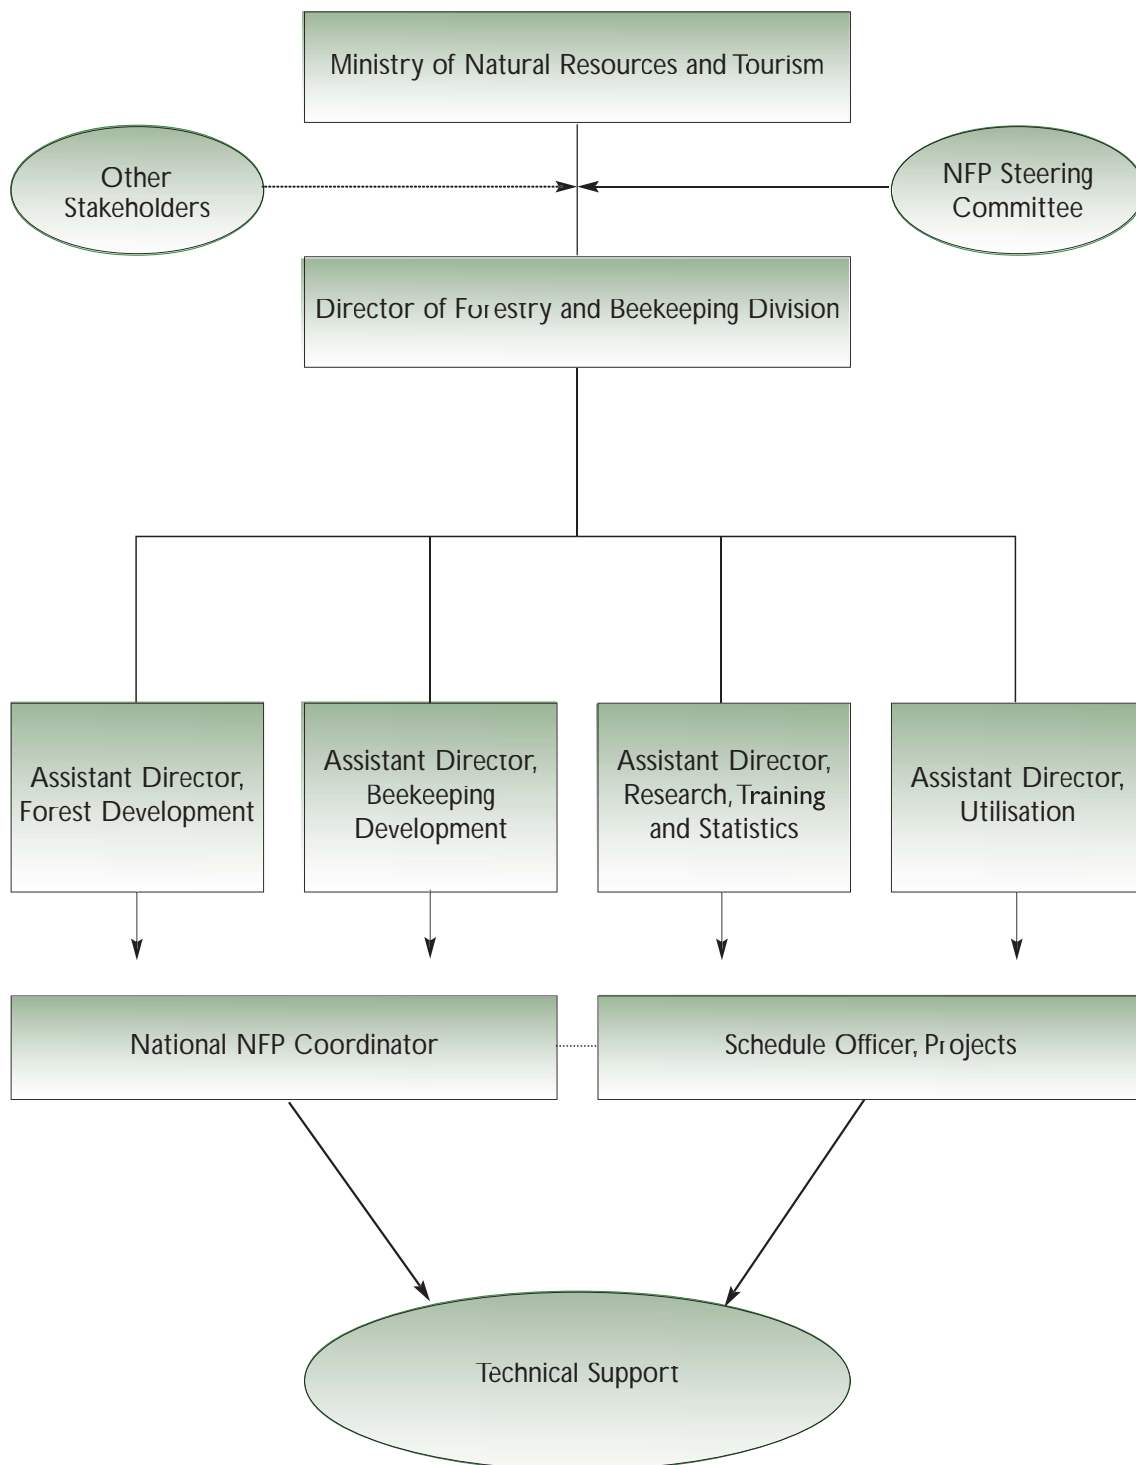 Ministry of Natural Resources and Tourism
Other
Stakeholders
NFP Steering
Committee
Director of Forestry and Beekeeping Division
Assistant Director,
Forest Development
Assistant Director,
Beekeeping
Development
Assistant Director,
Research, Training
and Statistics
Assistant Director,
Utilisation
National NFP Coordinator
Schedule Officer, Projects
Technical Support